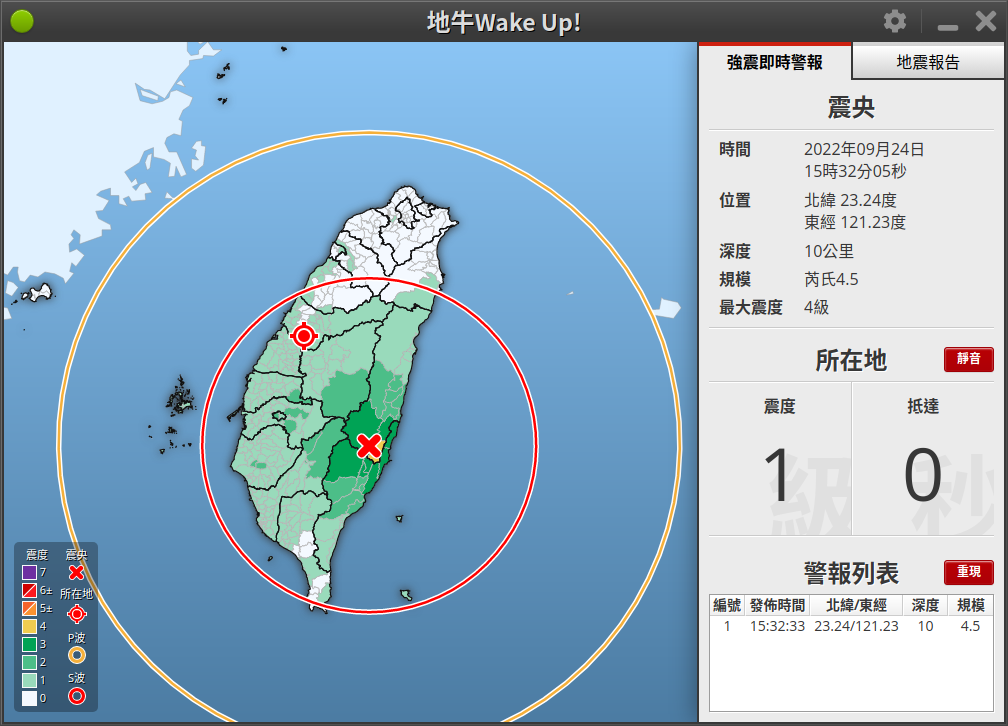 地牛Wake Up!
強震即時警報
地震報告
震央
時間 2022年09月24日
15時32分05秒
位置 北緯 23.24度
東經 121.23度
深度 10公里
規模 芮氏4.5
最大震度 4級
所在地
靜音
震度 抵達
1 級 0 秒
警報列表
重現
編號 發佈時間 北緯/東經 深度 規模
1 15:32:33 23.24/121.23 10 4.5
震度 震央
7
6± 所在地
5±
4 P波
3
2 S波
1
0